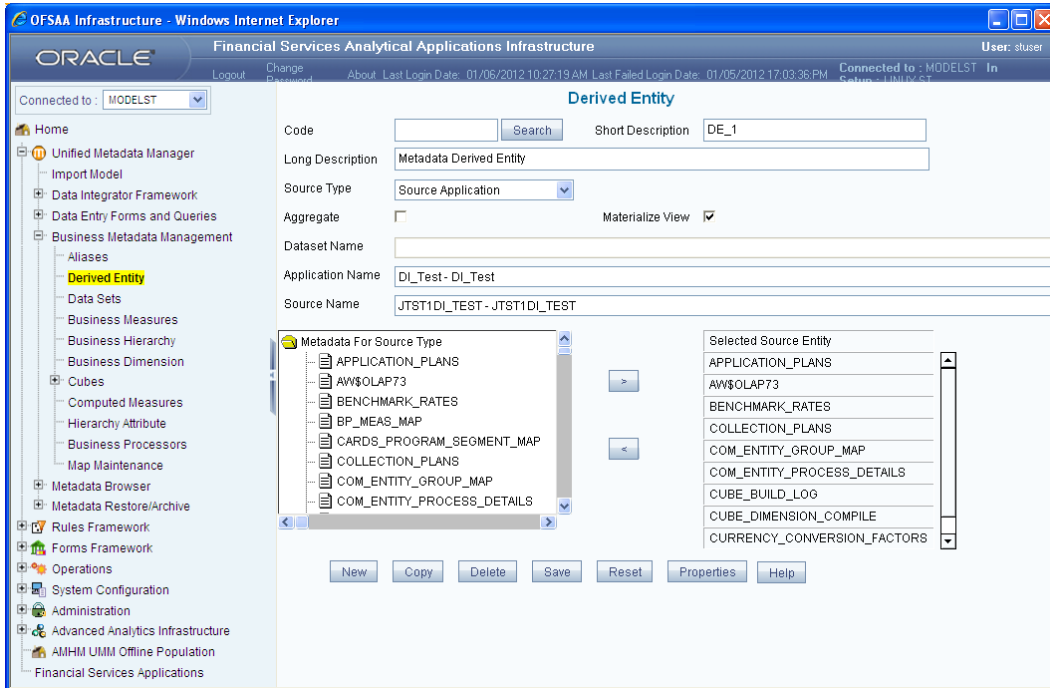 OFSAA Infrastructure - Windows Internet Explorer
ORACLE
Financial Services Analytical Applications Infrastructure
User: stuser
Logout
Change Password
About
Last Login Date: 01/06/2012 10:27:19 AM
Last Failed Login Date: 01/05/2012 17:03:36:PM
Connected to : MODELST In
Setup : UNIX ST
Connected to : MODELST
Home
Unified Metadata Manager
Import Model
Data Integrator Framework
Data Entry Forms and Queries
Business Metadata Management
Aliases
Derived Entity
Data Sets
Business Measures
Business Hierarchy
Business Dimension
Cubes
Computed Measures
Hierarchy Attribute
Business Processors
Map Maintenance
Metadata Browser
Metadata Restore/Archive
Rules Framework
Forms Framework
Operations
System Configuration
Administration
Advanced Analytics Infrastructure
AMHM UMM Offline Population
Financial Services Applications
Derived Entity
Code Search Short Description DE_1
Long Description Metadata Derived Entity
Source Type Source Application
Aggregate Materialize View
Dataset Name
Application Name DI_Test - DI_Test
Source Name JTST1DI_TEST - JTST1DI_TEST
Metadata For Source Type
APPLICATION_PLANS
AW$OLAP73
BENCHMARK_RATES
BP_MEAS_MAP
CARDS_PROGRAM_SEGMENT_MAP
COLLECTION_PLANS
COM_ENTITY_GROUP_MAP
COM_ENTITY_PROCESS_DETAILS
>
<
Selected Source Entity
APPLICATION_PLANS
AW$OLAP73
BENCHMARK_RATES
COLLECTION_PLANS
COM_ENTITY_GROUP_MAP
COM_ENTITY_PROCESS_DETAILS
CUBE_BUILD_LOG
CUBE_DIMENSION_COMPILE
CURRENCY_CONVERSION_FACTORS
New Copy Delete Save Reset Properties Help